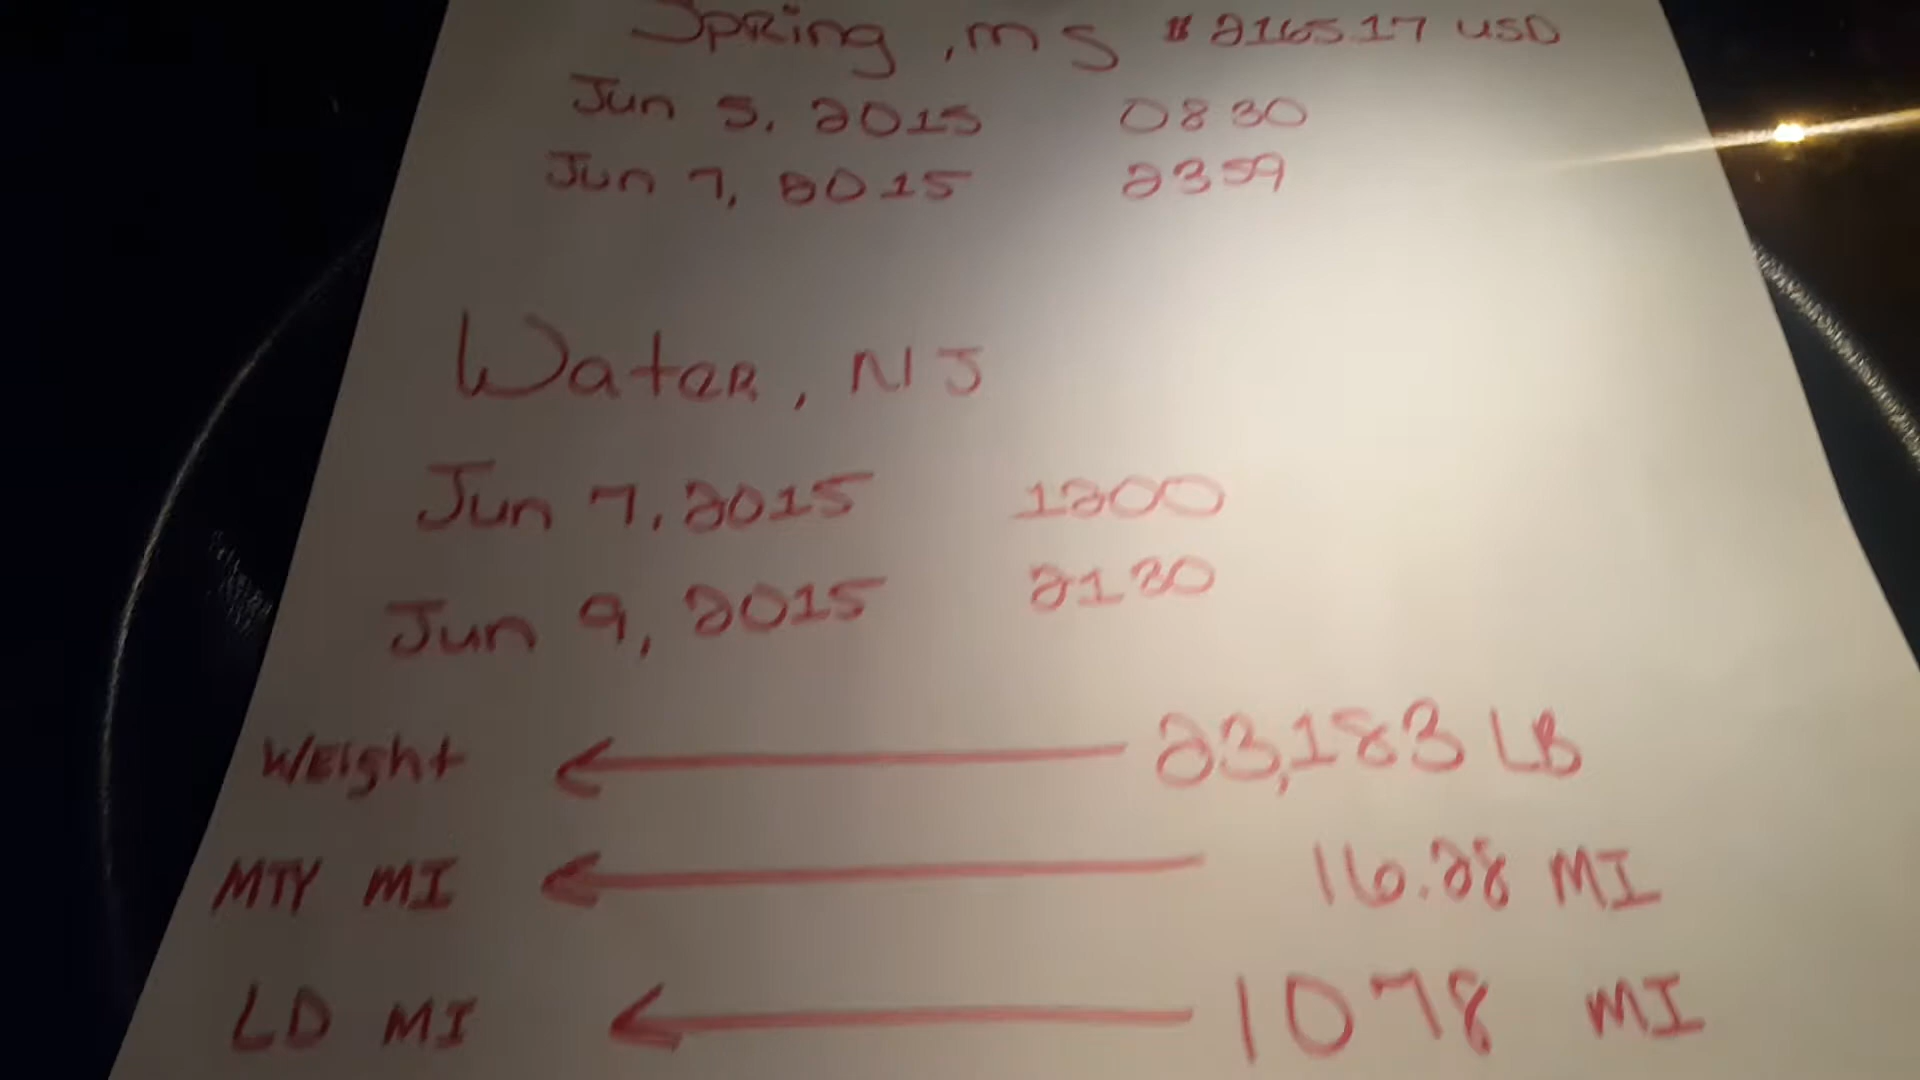 Spring, MS $2165.17 USD
Jun 5, 2015 0830
Jun 7, 2015 2359
Water, NJ
Jun 7, 2015 1200
Jun 9, 2015 2130
Weight 23,183 LB
MTY MI 16.28 MI
LD MI 1078 MI